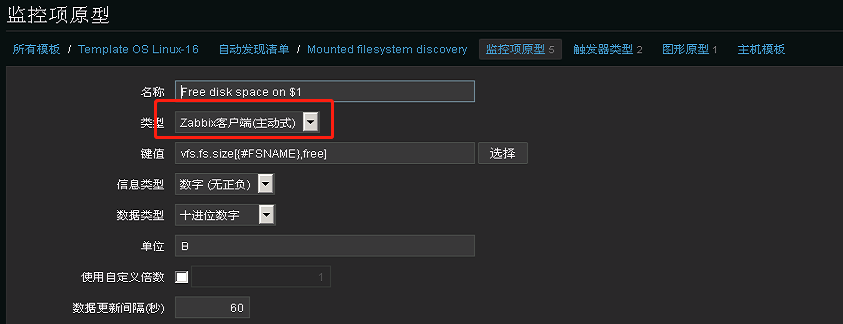 监控项原型
所有模板 / Template OS Linux-16 自动发现清单 / Mounted filesystem discovery 监控项原型 5 触发器类型 2 图形原型 1 主机模板
名称 Free disk space on $1
类型 Zabbix客户端(主动式)
键值 vfs.fs.size[{#FSNAME},free] 选择
信息类型 数字 (无正负)
数据类型 十进位数字
单位 B
使用自定义倍数 1
数据更新间隔(秒) 60